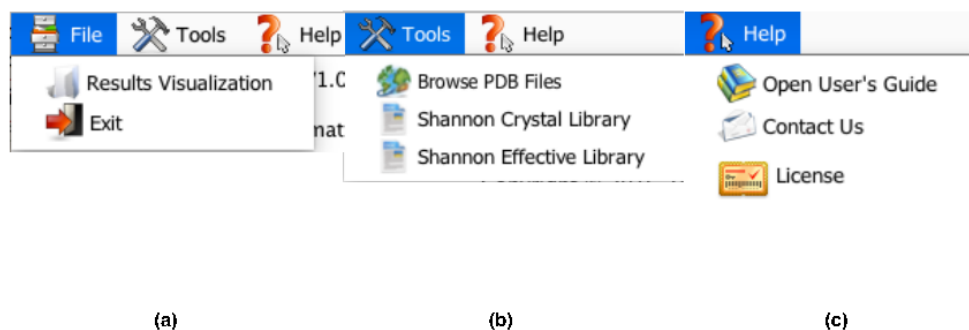 File Tools Help
Results Visualization
Exit
Tools Help
Browse PDB Files
Shannon Crystal Library
Shannon Effective Library
Help
Open User's Guide
Contact Us
License
(a) (b) (c)